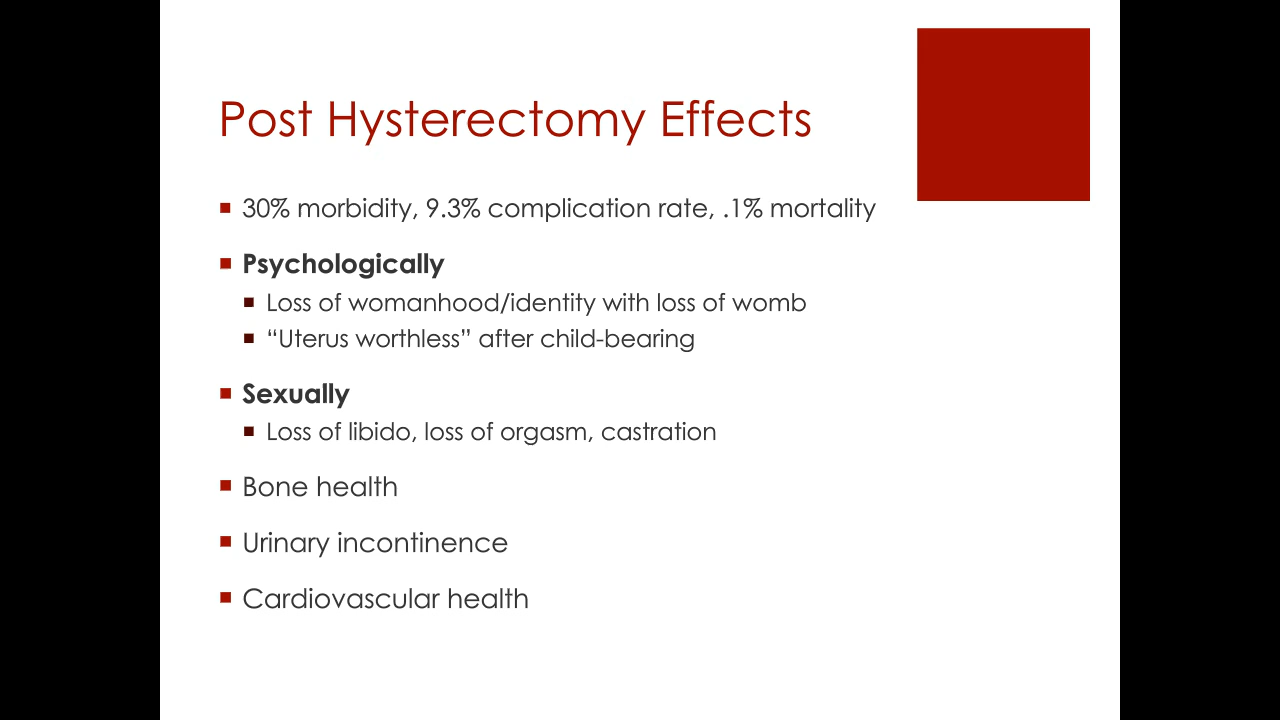 Post Hysterectomy Effects
30% morbidity, 9.3% complication rate, .1% mortality
Psychologically
Loss of womanhood/identity with loss of womb
“Uterus worthless” after child-bearing
Sexually
Loss of libido, loss of orgasm, castration
Bone health
Urinary incontinence
Cardiovascular health